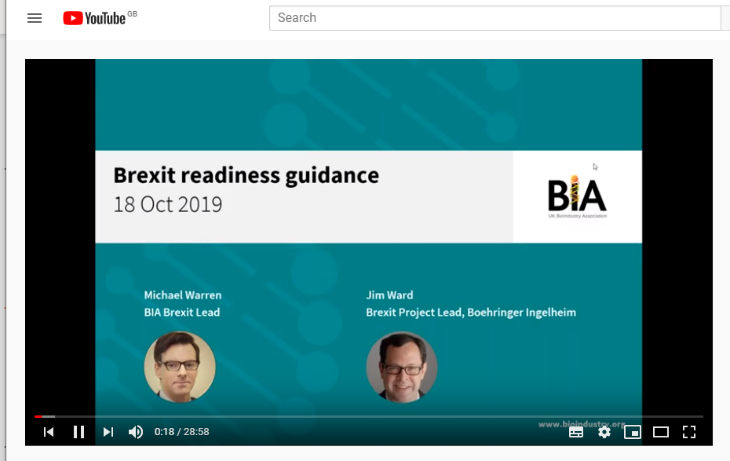 YouTube GB
Search
Brexit readiness guidance
18 Oct 2019
BIA
UK BioIndustry Association
Michael Warren
BIA Brexit Lead
Jim Ward
Brexit Project Lead, Boehringer Ingelheim
www.bioindustry.org
0:18 / 28:58